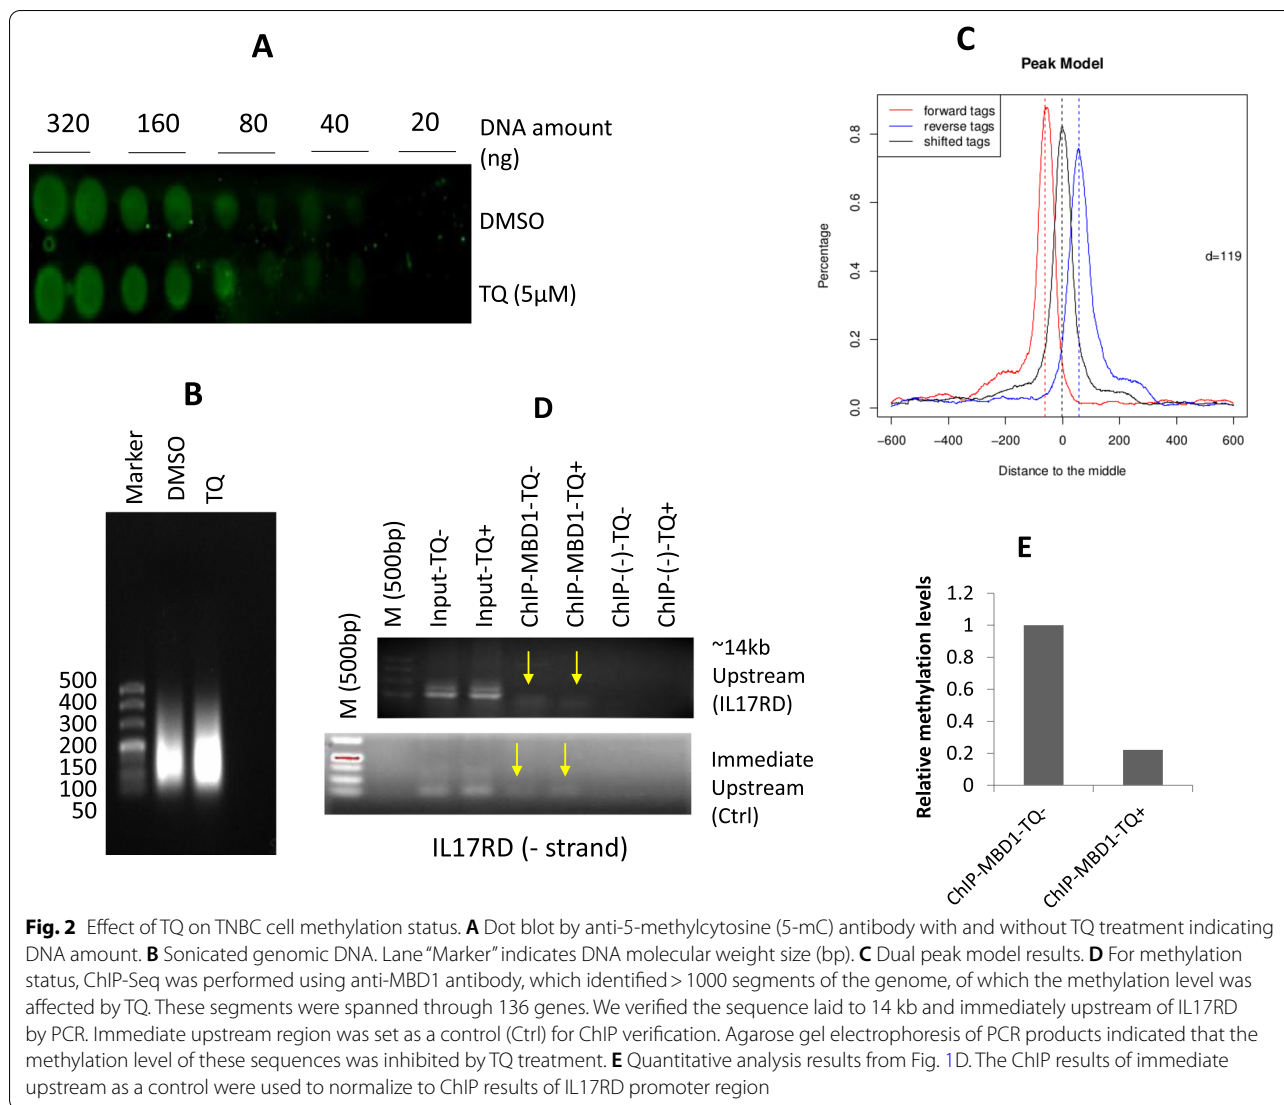 A
320 160 80 40 20 DNA amount
(ng)
DMSO
TQ (5µM)
B
Marker
DMSO
TQ
500
400
300
200
150
100
50
C
Peak Model
forward tags
reverse tags
shifted tags
d=119
Percentage
0.8
0.6
0.4
0.2
0.0
−600 −400 −200 0 200 400 600
Distance to the middle
D
M (500bp)
M (500bp)
Input-TQ-
Input-TQ+
ChIP-MBD1-TQ-
ChIP-MBD1-TQ+
ChIP-(-)-TQ-
ChIP-(-)-TQ+
~14kb
Upstream
(IL17RD)
Immediate
Upstream
(Ctrl)
IL17RD (- strand)
E
Relative methylation levels
1.2
1
0.8
0.6
0.4
0.2
0
ChIP-MBD1-TQ-
ChIP-MBD1-TQ+
Fig. 2 Effect of TQ on TNBC cell methylation status. A Dot blot by anti-5-methylcytosine (5-mC) antibody with and without TQ treatment indicating
DNA amount. B Sonicated genomic DNA. Lane “Marker” indicates DNA molecular weight size (bp). C Dual peak model results. D For methylation
status, ChIP-Seq was performed using anti-MBD1 antibody, which identified > 1000 segments of the genome, of which the methylation level was
affected by TQ. These segments were spanned through 136 genes. We verified the sequence laid to 14 kb and immediately upstream of IL17RD
by PCR. Immediate upstream region was set as a control (Ctrl) for ChIP verification. Agarose gel electrophoresis of PCR products indicated that the
methylation level of these sequences was inhibited by TQ treatment. E Quantitative analysis results from Fig. 1D. The ChIP results of immediate
upstream as a control were used to normalize to ChIP results of IL17RD promoter region